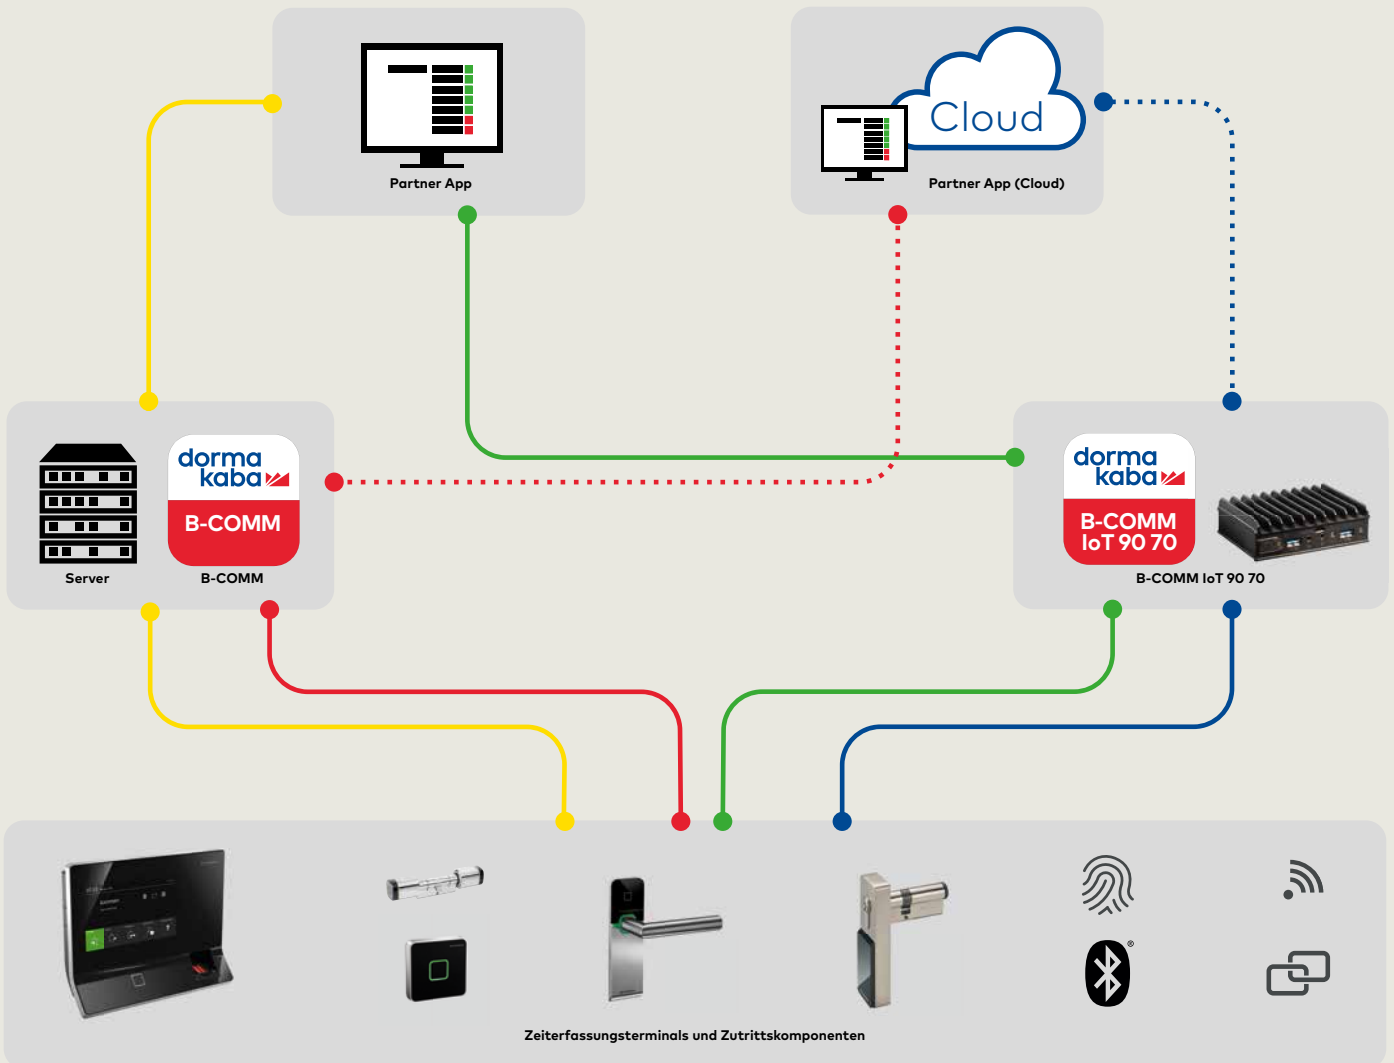 Partner App
Cloud
Partner App (Cloud)
dorma
kaba
B-COMM
Server
B-COMM
dorma
kaba
B-COMM
IoT 90 70
B-COMM IoT 90 70
®
Zeiterfassungsterminals und Zutrittskomponenten